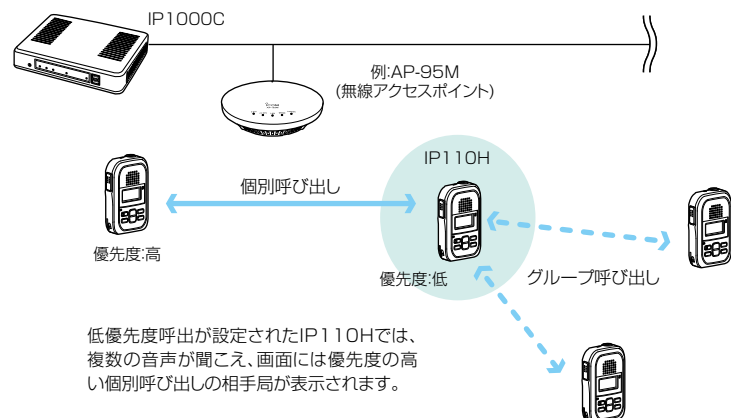 IP1000C
例:AP-95M
(無線アクセスポイント)
IP110H
個別呼び出し
優先度:高
優先度:低
グループ呼び出し
低優先度呼出が設定されたIP110Hでは、
複数の音声が聞こえ、画面には優先度の高
い個別呼び出しの相手局が表示されます。